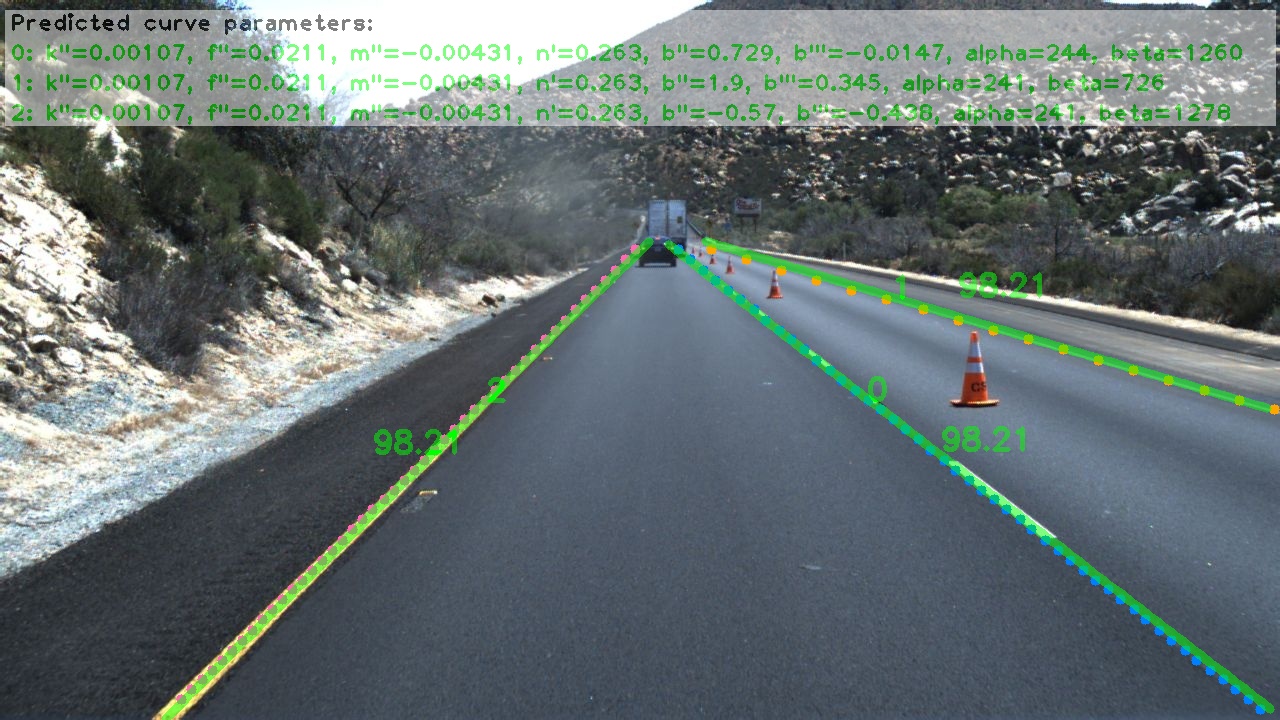 Predicted curve parameters:
0: k''=0.00107, f''=0.0211, m''=-0.00431, n'=0.263, b''=0.729, b'''=-0.0147, alpha=244, beta=1260
1: k''=0.00107, f''=0.0211, m''=-0.00431, n'=0.263, b''=1.9, b'''=0.345, alpha=241, beta=726
2: k''=0.00107, f''=0.0211, m''=-0.00431, n'=0.263, b''=-0.57, b'''=-0.438, alpha=241, beta=1278
1 98.21
2
0
CS
98.21
98.21